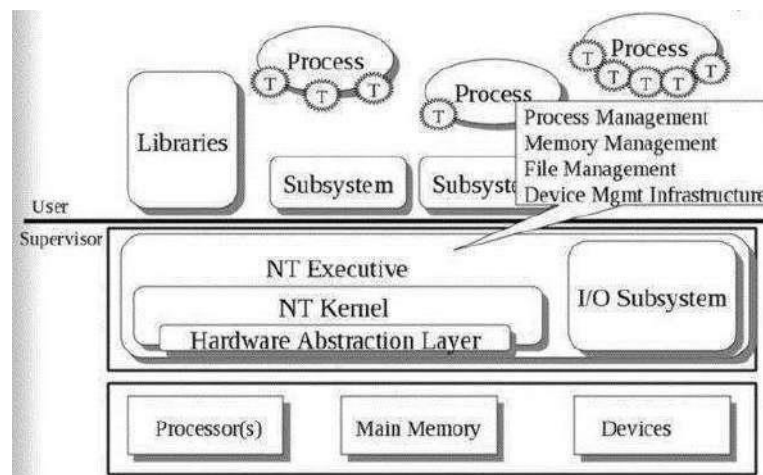 Process
Process
T
T
T
T
T
T
T
T
Process
T
Libraries
Process Management
Memory Management
File Management
Device Mgmt Infrastructure
Subsystem
Subsyste
User
Supervisor
NT Executive
NT Kernel
Hardware Abstraction Layer
I/O Subsystem
Processor(s)
Main Memory
Devices